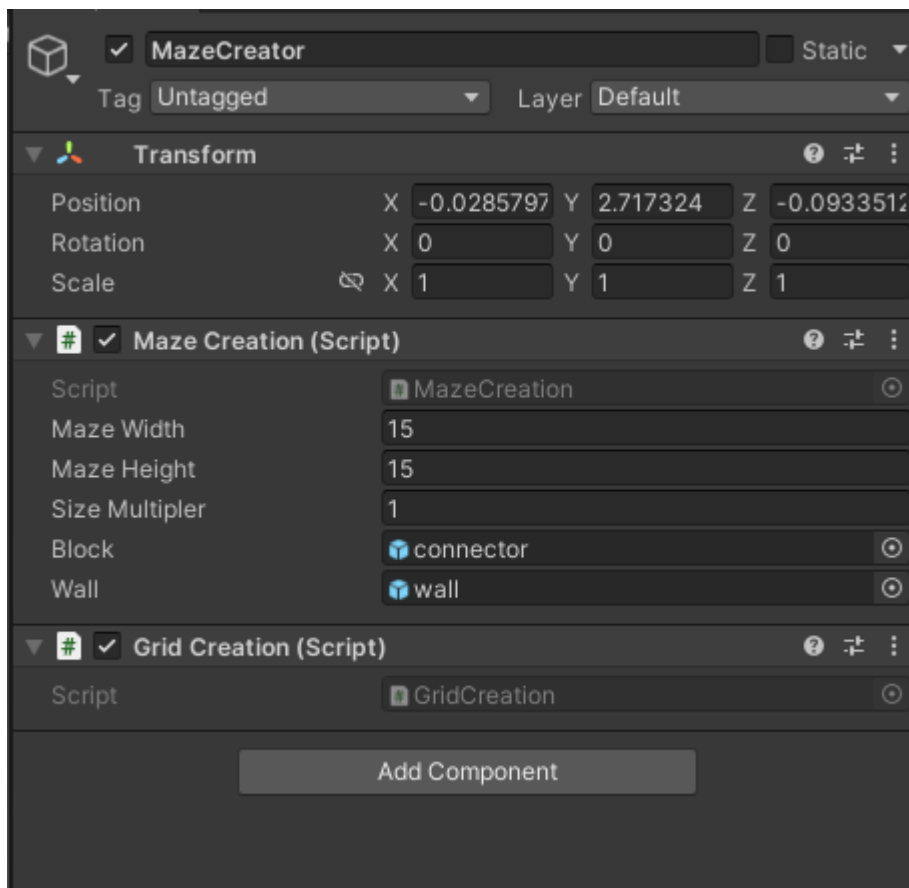 MazeCreator Static
Tag Untagged Layer Default
Transform
Position X -0.0285797 Y 2.717324 Z -0.0933512
Rotation X 0 Y 0 Z 0
Scale X 1 Y 1 Z 1
# Maze Creation (Script)
Script # MazeCreation
Maze Width 15
Maze Height 15
Size Multipler 1
Block connector
Wall wall
# Grid Creation (Script)
Script # GridCreation
Add Component